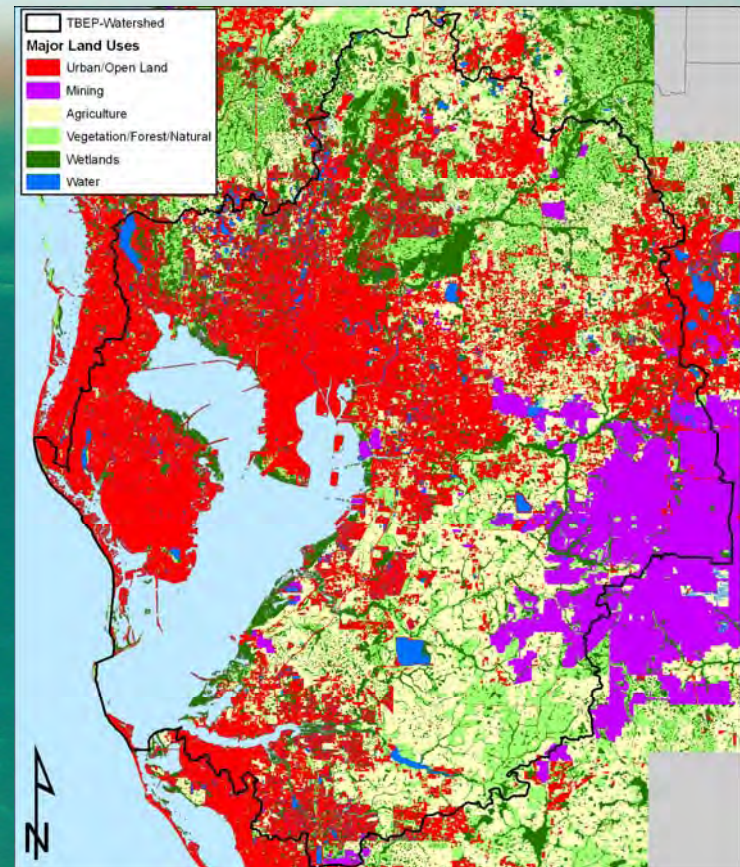 TBEP-Watershed
Major Land Uses
Urban/Open Land
Mining
Agriculture
Vegetation/Forest/Natural
Wetlands
Water
N